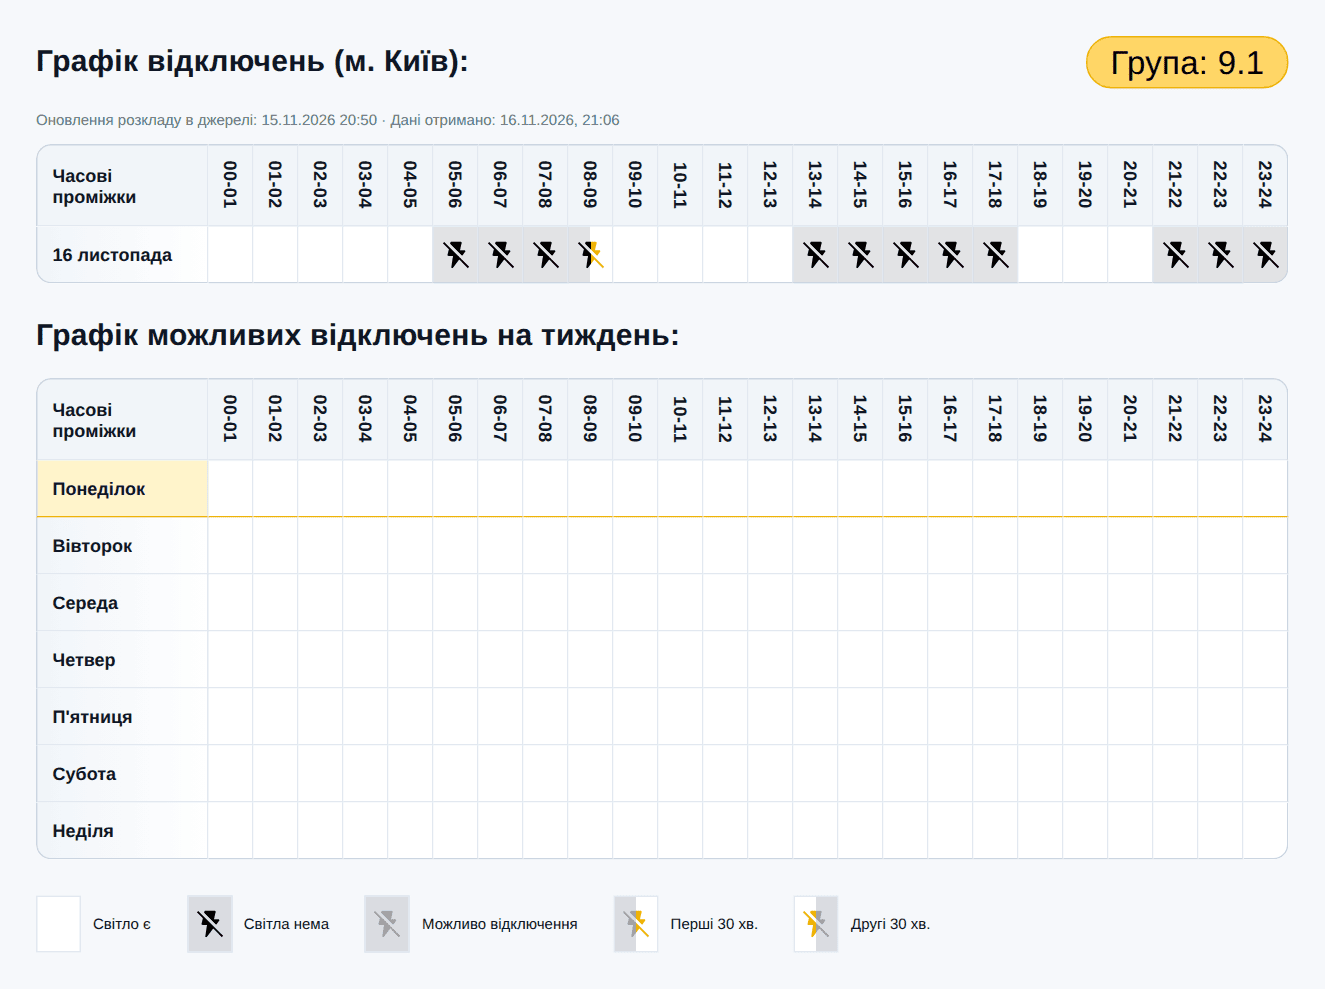 Графік відключень (м. Київ):
Група: 9.1
Оновлення розкладу в джерелі: 15.11.2026 20:50 · Дані отримано: 16.11.2026, 21:06
Часові проміжки 00-01 01-02 02-03 03-04 04-05 05-06 06-07 07-08 08-09 09-10 10-11 11-12 12-13 13-14 14-15 15-16 16-17 17-18 18-19 19-20 20-21 21-22 22-23 23-24
16 листопада
Графік можливих відключень на тиждень:
Часові проміжки 00-01 01-02 02-03 03-04 04-05 05-06 06-07 07-08 08-09 09-10 10-11 11-12 12-13 13-14 14-15 15-16 16-17 17-18 18-19 19-20 20-21 21-22 22-23 23-24
Понеділок
Вівторок
Середа
Четвер
П'ятниця
Субота
Неділя
Світло є Світла нема Можливо відключення Перші 30 хв. Другі 30 хв.